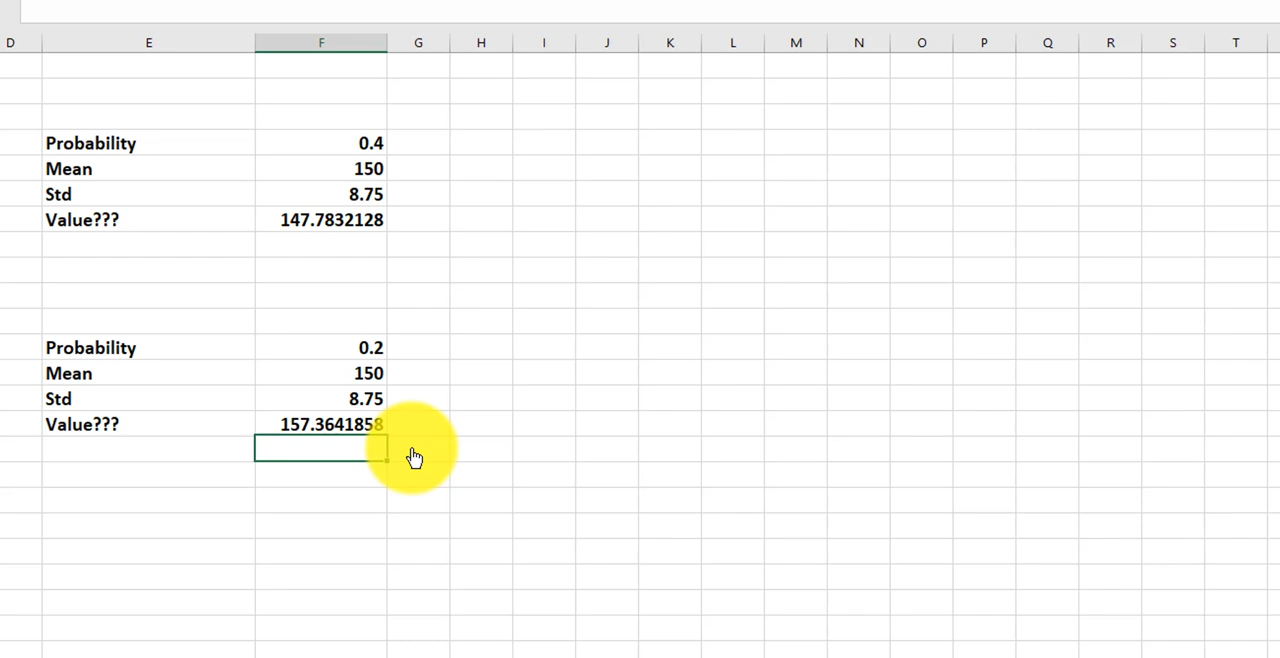 D E F G H I J K L M N O P Q R S T
Probability 0.4
Mean 150
Std 8.75
Value??? 147.7832128
Probability 0.2
Mean 150
Std 8.75
Value??? 157.3641858